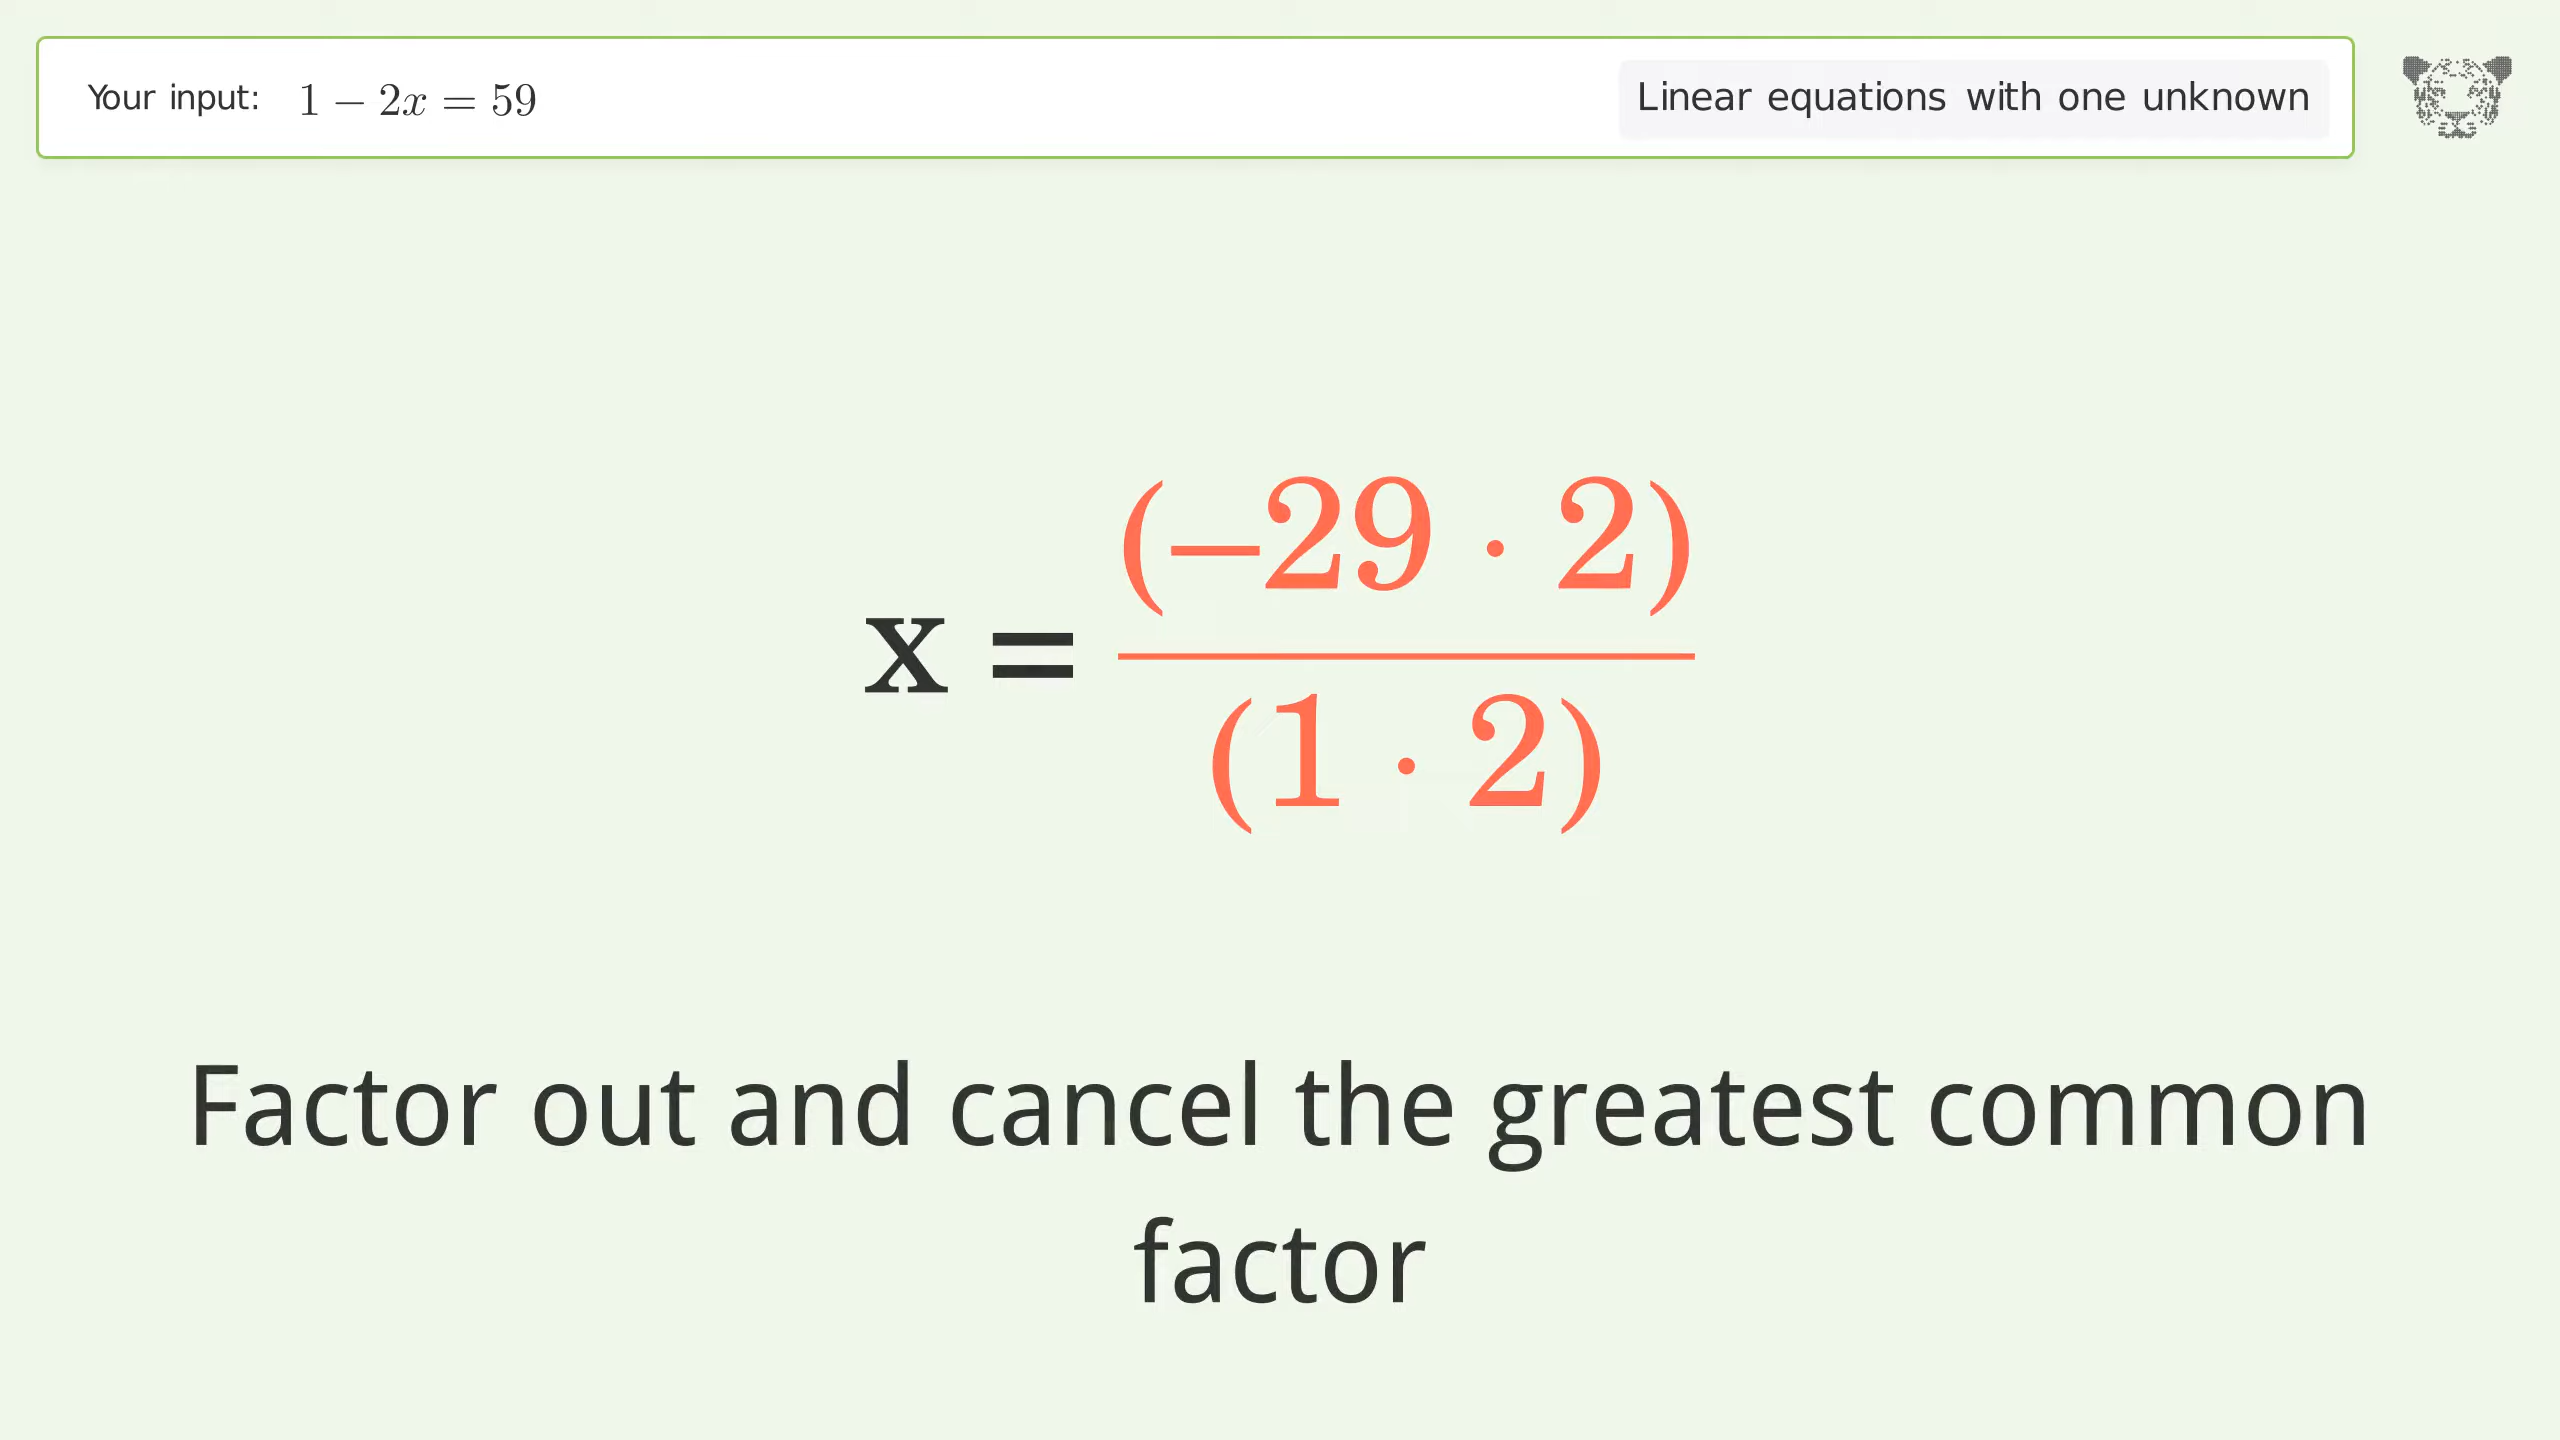 Your input: 1 − 2x = 59
Linear equations with one unknown
(−29 · 2)
x =
(1 · 2)
Factor out and cancel the greatest common
factor